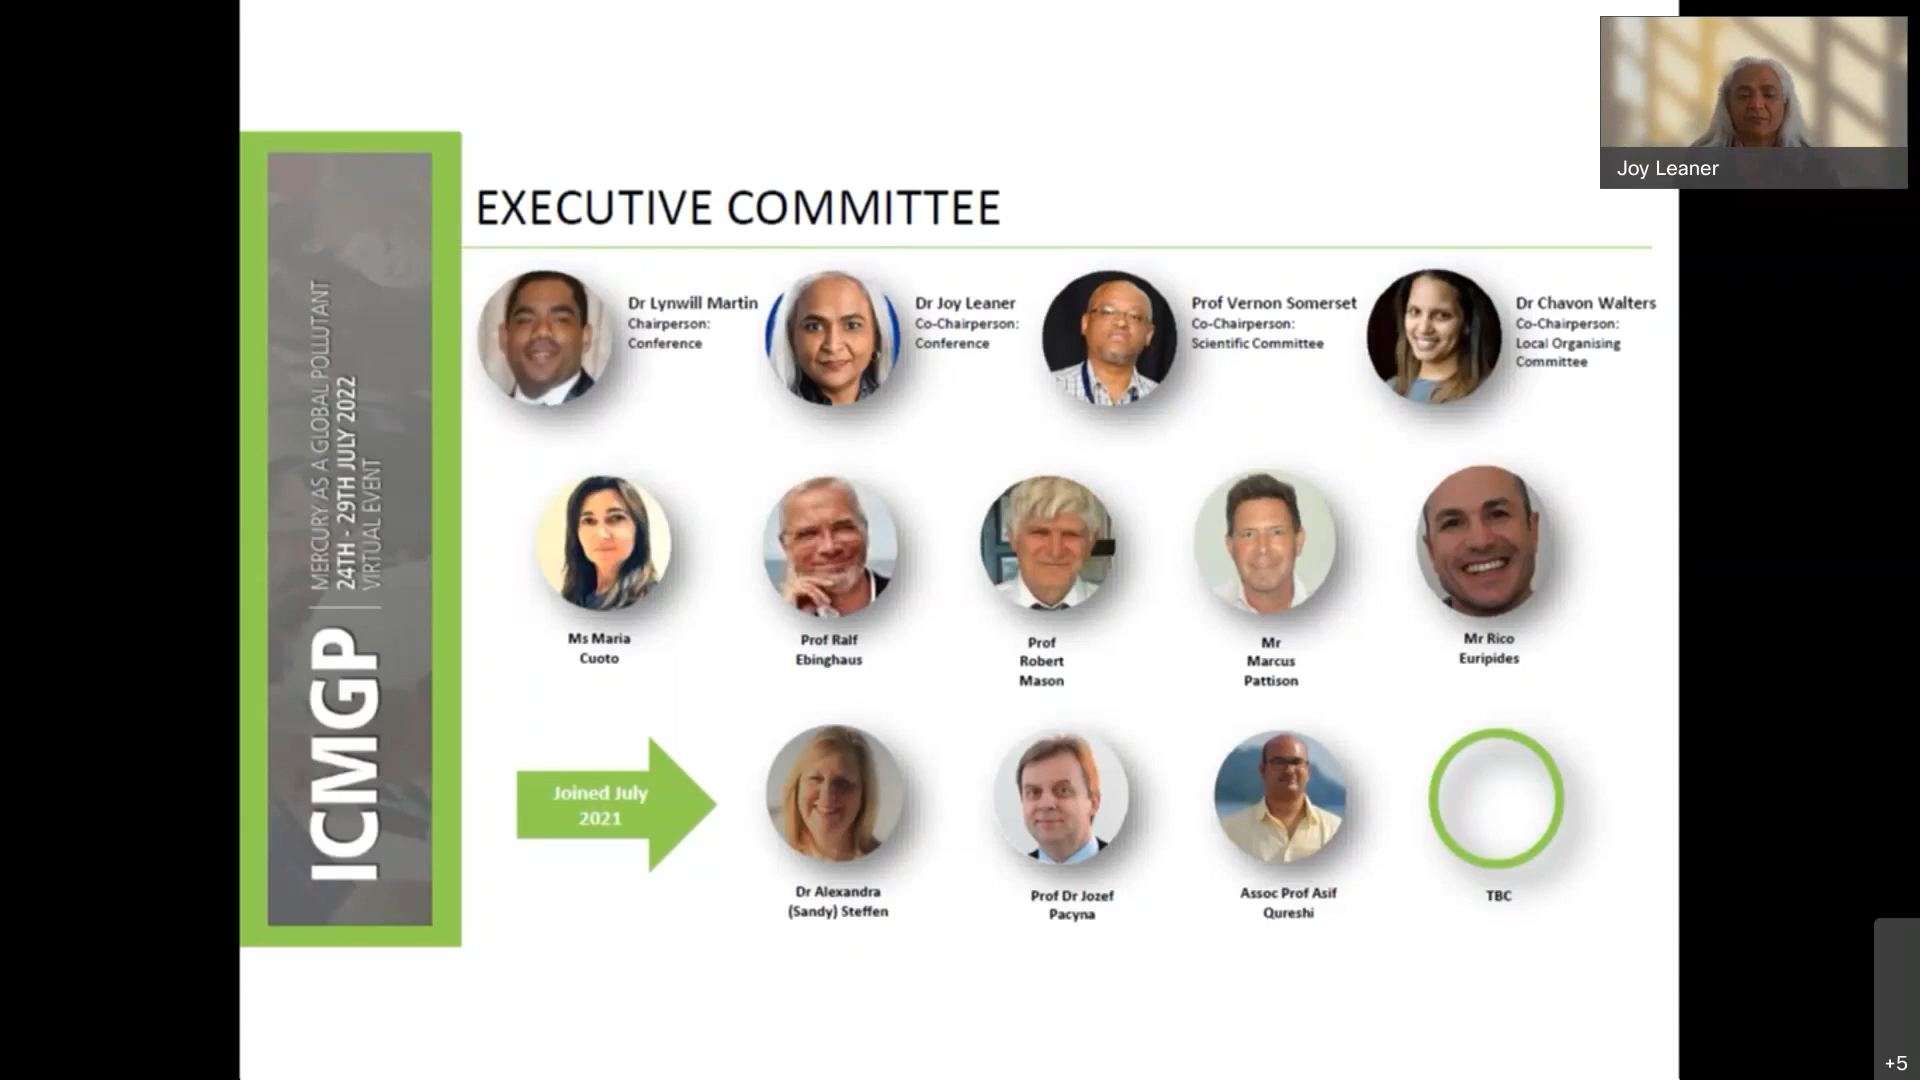 Joy Leaner
EXECUTIVE COMMITTEE
ICMGP
MERCURY AS A GLOBAL POLLUTANT
24TH - 29TH JULY 2022
VIRTUAL EVENT
Dr Lynwill Martin
Chairperson:
Conference
Dr Joy Leaner
Co-Chairperson:
Conference
Prof Vernon Somerset
Co-Chairperson:
Scientific Committee
Dr Chavon Walters
Co-Chairperson:
Local Organising
Committee
Ms Maria
Cuoto
Prof Ralf
Ebinghaus
Prof
Robert
Mason
Mr
Marcus
Pattison
Mr Rico
Euripides
Joined July
2021
Dr Alexandra
(Sandy) Steffen
Prof Dr Jozef
Pacyna
Assoc Prof Asif
Qureshi
TBC
+5